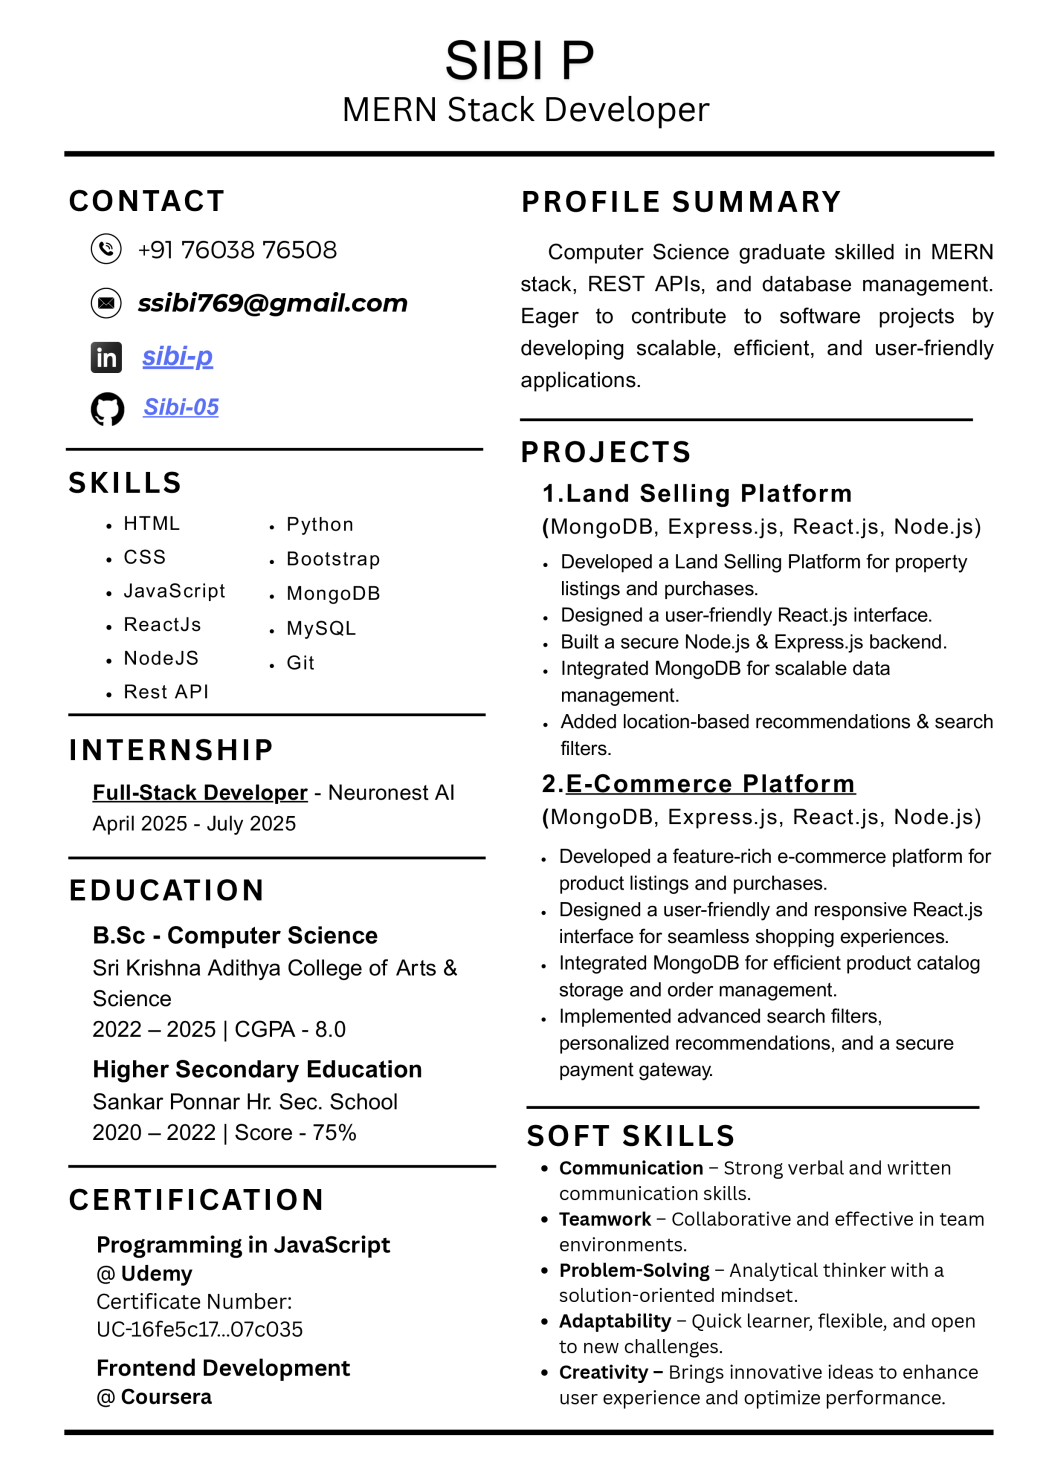 SIBI P
MERN Stack Developer
CONTACT
+91 76038 76508
ssibi769@gmail.com
in
sibi-p
Sibi-05
SKILLS
• HTML
• CSS
• JavaScript
• ReactJs
• NodeJS
• Rest API
• Python
• Bootstrap
• MongoDB
• MySQL
• Git
INTERNSHIP
Full-Stack Developer - Neuronest AI
April 2025 - July 2025
EDUCATION
B.Sc - Computer Science
Sri Krishna Adithya College of Arts &
Science
2022 – 2025 | CGPA - 8.0
Higher Secondary Education
Sankar Ponnar Hr. Sec. School
2020 – 2022 | Score - 75%
CERTIFICATION
Programming in JavaScript
@ Udemy
Certificate Number:
UC-16fe5c17...07c035
Frontend Development
@ Coursera
PROFILE SUMMARY
Computer Science graduate skilled in MERN
stack, REST APIs, and database management.
Eager to contribute to software projects by
developing scalable, efficient, and user-friendly
applications.
PROJECTS
1.Land Selling Platform
(MongoDB, Express.js, React.js, Node.js)
• Developed a Land Selling Platform for property
listings and purchases.
• Designed a user-friendly React.js interface.
• Built a secure Node.js & Express.js backend.
• Integrated MongoDB for scalable data
management.
• Added location-based recommendations & search
filters.
2.E-Commerce Platform
(MongoDB, Express.js, React.js, Node.js)
• Developed a feature-rich e-commerce platform for
product listings and purchases.
• Designed a user-friendly and responsive React.js
interface for seamless shopping experiences.
• Integrated MongoDB for efficient product catalog
storage and order management.
• Implemented advanced search filters,
personalized recommendations, and a secure
payment gateway.
SOFT SKILLS
• Communication – Strong verbal and written
communication skills.
• Teamwork – Collaborative and effective in team
environments.
• Problem-Solving – Analytical thinker with a
solution-oriented mindset.
• Adaptability – Quick learner, flexible, and open
to new challenges.
• Creativity – Brings innovative ideas to enhance
user experience and optimize performance.